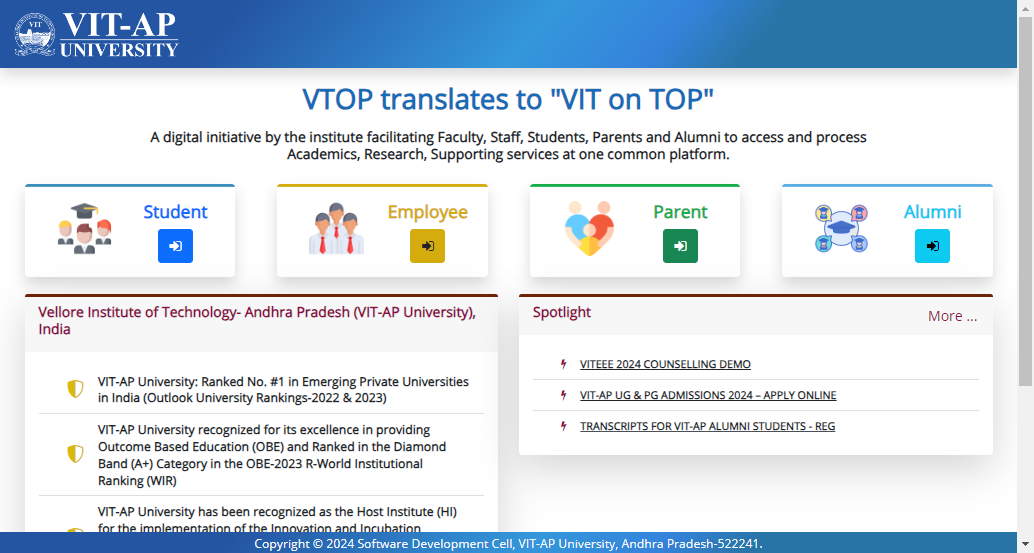 VIT
VIT-AP
UNIVERSITY
VTOP translates to "VIT on TOP"
A digital initiative by the institute facilitating Faculty, Staff, Students, Parents and Alumni to access and process
Academics, Research, Supporting services at one common platform.
Student
Employee
Parent
Alumni
Vellore Institute of Technology- Andhra Pradesh (VIT-AP University),
India
VIT-AP University: Ranked No. #1 in Emerging Private Universities
in India (Outlook University Rankings-2022 & 2023)
VIT-AP University recognized for its excellence in providing
Outcome Based Education (OBE) and Ranked in the Diamond
Band (A+) Category in the OBE-2023 R-World Institutional
Ranking (WIR)
VIT-AP University has been recognized as the Host Institute (HI)
for the implementation of the Innovation and Incubation
Spotlight
More ...
VITEEE 2024 COUNSELLING DEMO
VIT-AP UG & PG ADMISSIONS 2024 – APPLY ONLINE
TRANSCRIPTS FOR VIT-AP ALUMNI STUDENTS - REG
Copyright © 2024 Software Development Cell, VIT-AP University, Andhra Pradesh-522241.